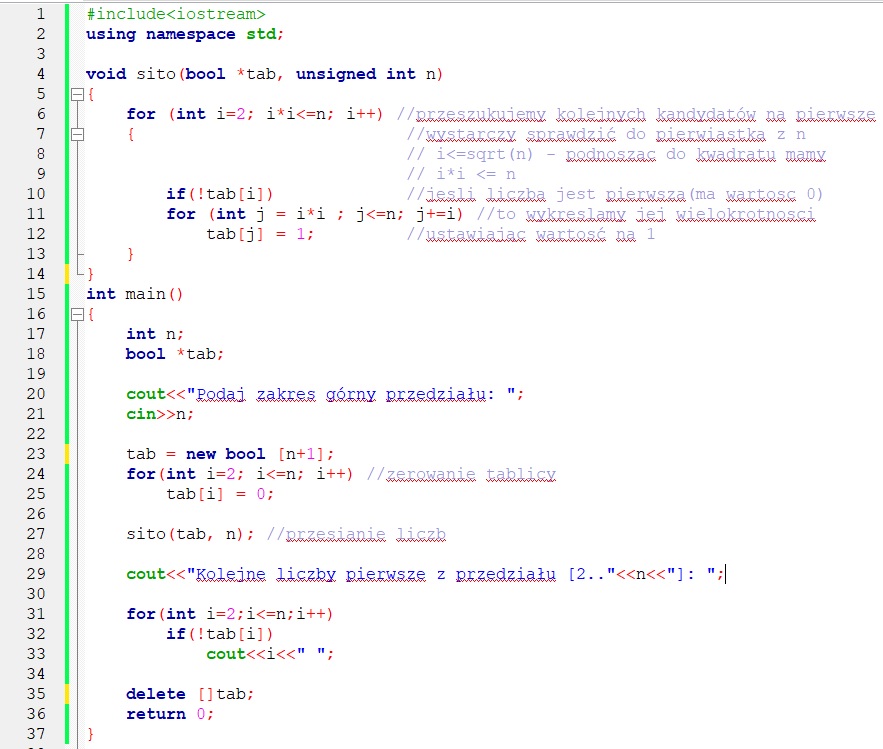 1 #include<iostream>
2 using namespace std;
3
4 void sito(bool *tab, unsigned int n)
5 {
6     for (int i=2; i*i<=n; i++) //przeszukujemy kolejnych kandydatów na pierwsze
7     {                           //wystarczy sprawdzić do pierwiastka z n
8                                 // i<=sqrt(n) - podnosząc do kwadratu mamy
9                                 // i*i <= n
10         if(!tab[i])             //jesli liczba jest pierwsza(ma wartosc 0)
11         for (int j = i*i ; j<=n; j+=i) //to wykreslamy jej wielokrotnosci
12             tab[j] = 1;         //ustawiając wartość na 1
13     }
14 }
15 int main()
16 {
17     int n;
18     bool *tab;
19
20     cout<<"Podaj zakres górny przedziału: ";
21     cin>>n;
22
23     tab = new bool [n+1];
24     for(int i=2; i<=n; i++) //zerowanie tablicy
25         tab[i] = 0;
26
27     sito(tab, n); //przesianie liczb
28
29     cout<<"Kolejne liczby pierwsze z przedziału [2.."<<n<<"]: ";
30
31     for(int i=2;i<=n;i++)
32         if(!tab[i])
33             cout<<i<<" ";
34
35     delete []tab;
36     return 0;
37 }